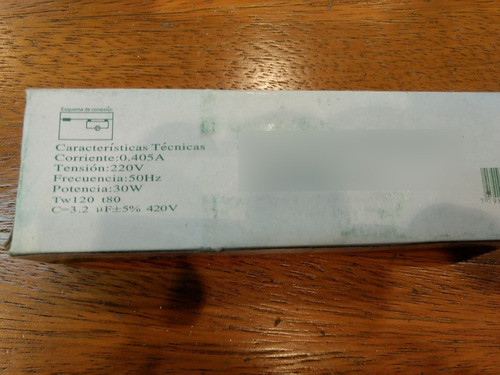 Esquema de conexión
Características Técnicas
Corriente:0.405A
Tensión:220V
Frecuencia:50Hz
Potencia:30W
Tw120 t80
C=3.2 µF±5% 420V